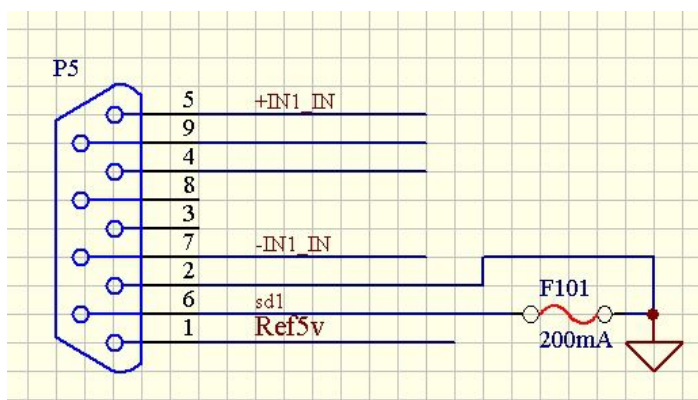 P5
5 +IN1_IN
9
4
8
3
7 -IN1_IN
2
6 sd1
F101
1 Ref5v
200mA